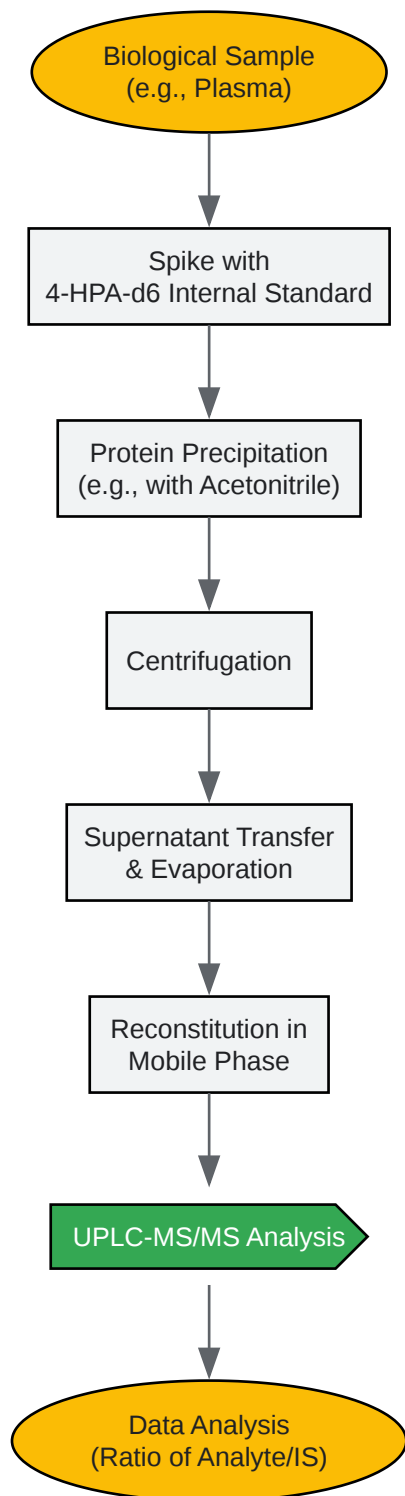 Biological Sample
(e.g., Plasma)
Spike with
4-HPA-d6 Internal Standard
Protein Precipitation
(e.g., with Acetonitrile)
Centrifugation
Supernatant Transfer
& Evaporation
Reconstitution in
Mobile Phase
UPLC-MS/MS Analysis
Data Analysis
(Ratio of Analyte/IS)